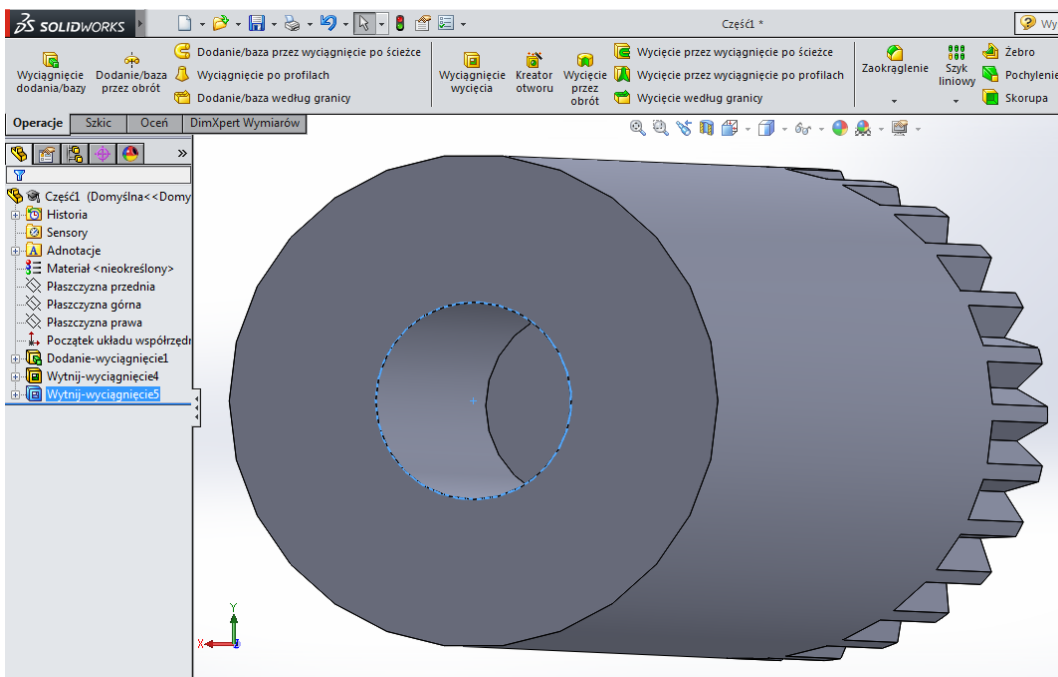 SOLIDWORKS
Część1 *
Wy
Wyciągnięcie dodania/bazy
Dodanie/baza przez obrót
Dodanie/baza przez wyciągnięcie po ścieżce
Wyciągnięcie po profilach
Dodanie/baza według granicy
Wyciągnięcie wycięcia
Kreator otworu
Wycięcie przez obrót
Wycięcie przez wyciągnięcie po ścieżce
Wycięcie przez wyciągnięcie po profilach
Wycięcie według granicy
Zaokrąglenie
Szyk liniowy
Żebro
Pochylenie
Skorupa
Operacje
Szkic
Oceń
DimXpert Wymiarów
»
Część1 (Domyślna<<Domy
Historia
Sensory
Adnotacje
Materiał <nieokreślony>
Płaszczyzna przednia
Płaszczyzna górna
Płaszczyzna prawa
Początek układu współrzędr
Dodanie-wyciągnięcie1
Wytnij-wyciągnięcie4
Wytnij-wyciągnięcie5
Y
X
Z